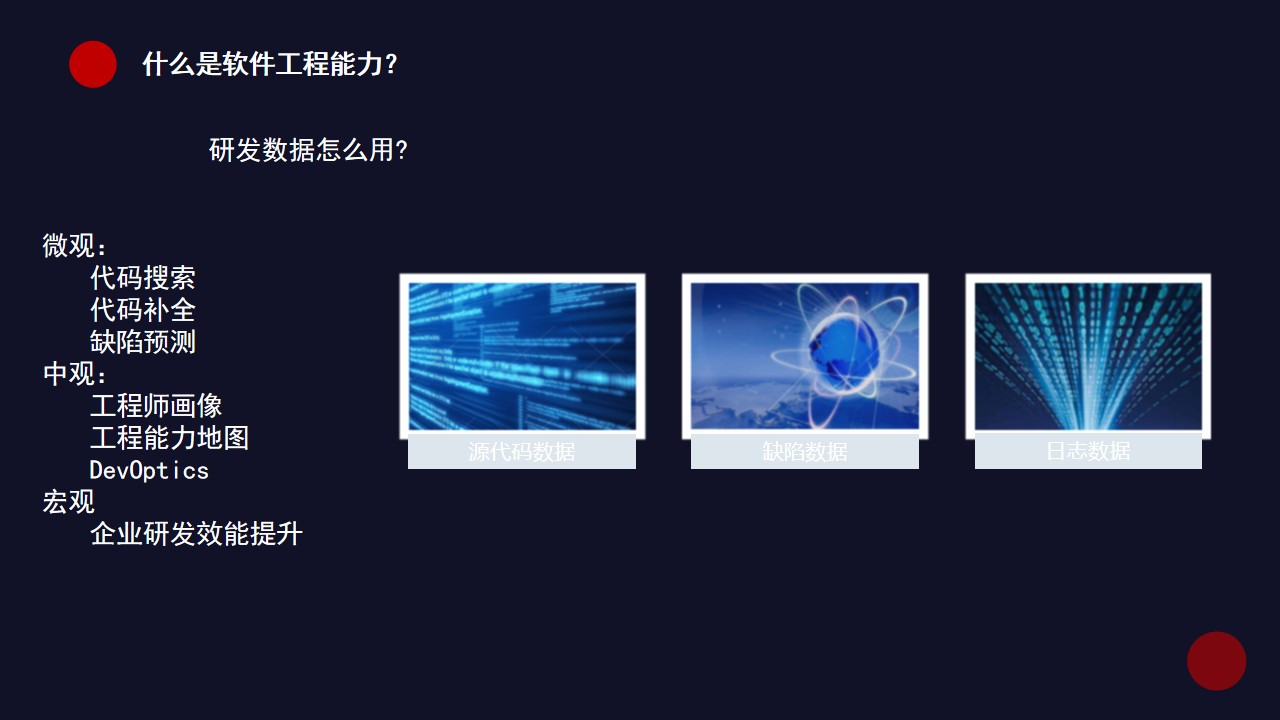 什么是软件工程能力?
研发数据怎么用?
微观:
代码搜索
代码补全
缺陷预测
中观:
工程师画像
工程能力地图
DevOptics
宏观
企业研发效能提升
源代码数据
缺陷数据
日志数据